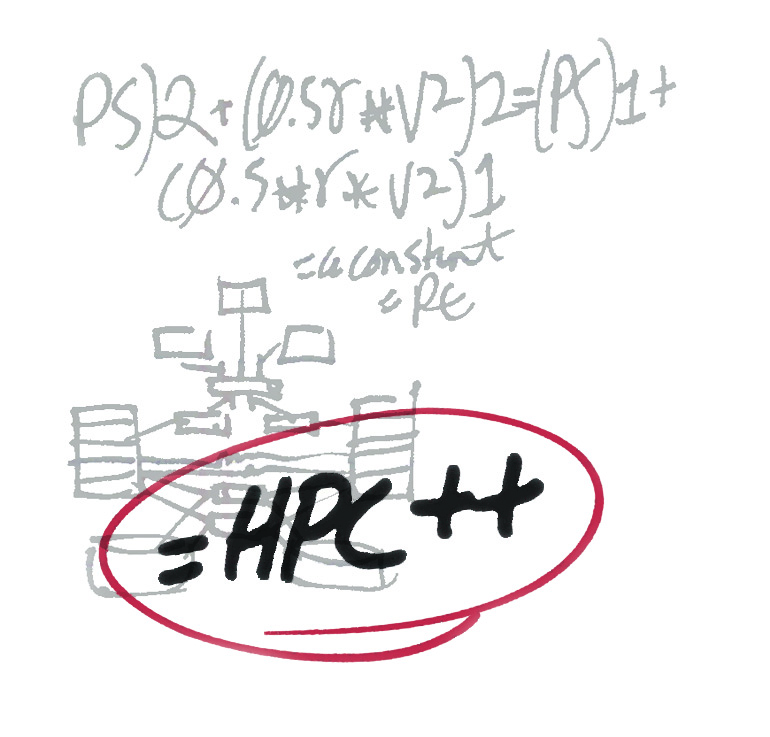 PS)2+(0.5r*V2)2=(PS)1+
(0.5*r*V2)1
=a constant
=PE
=HPC++